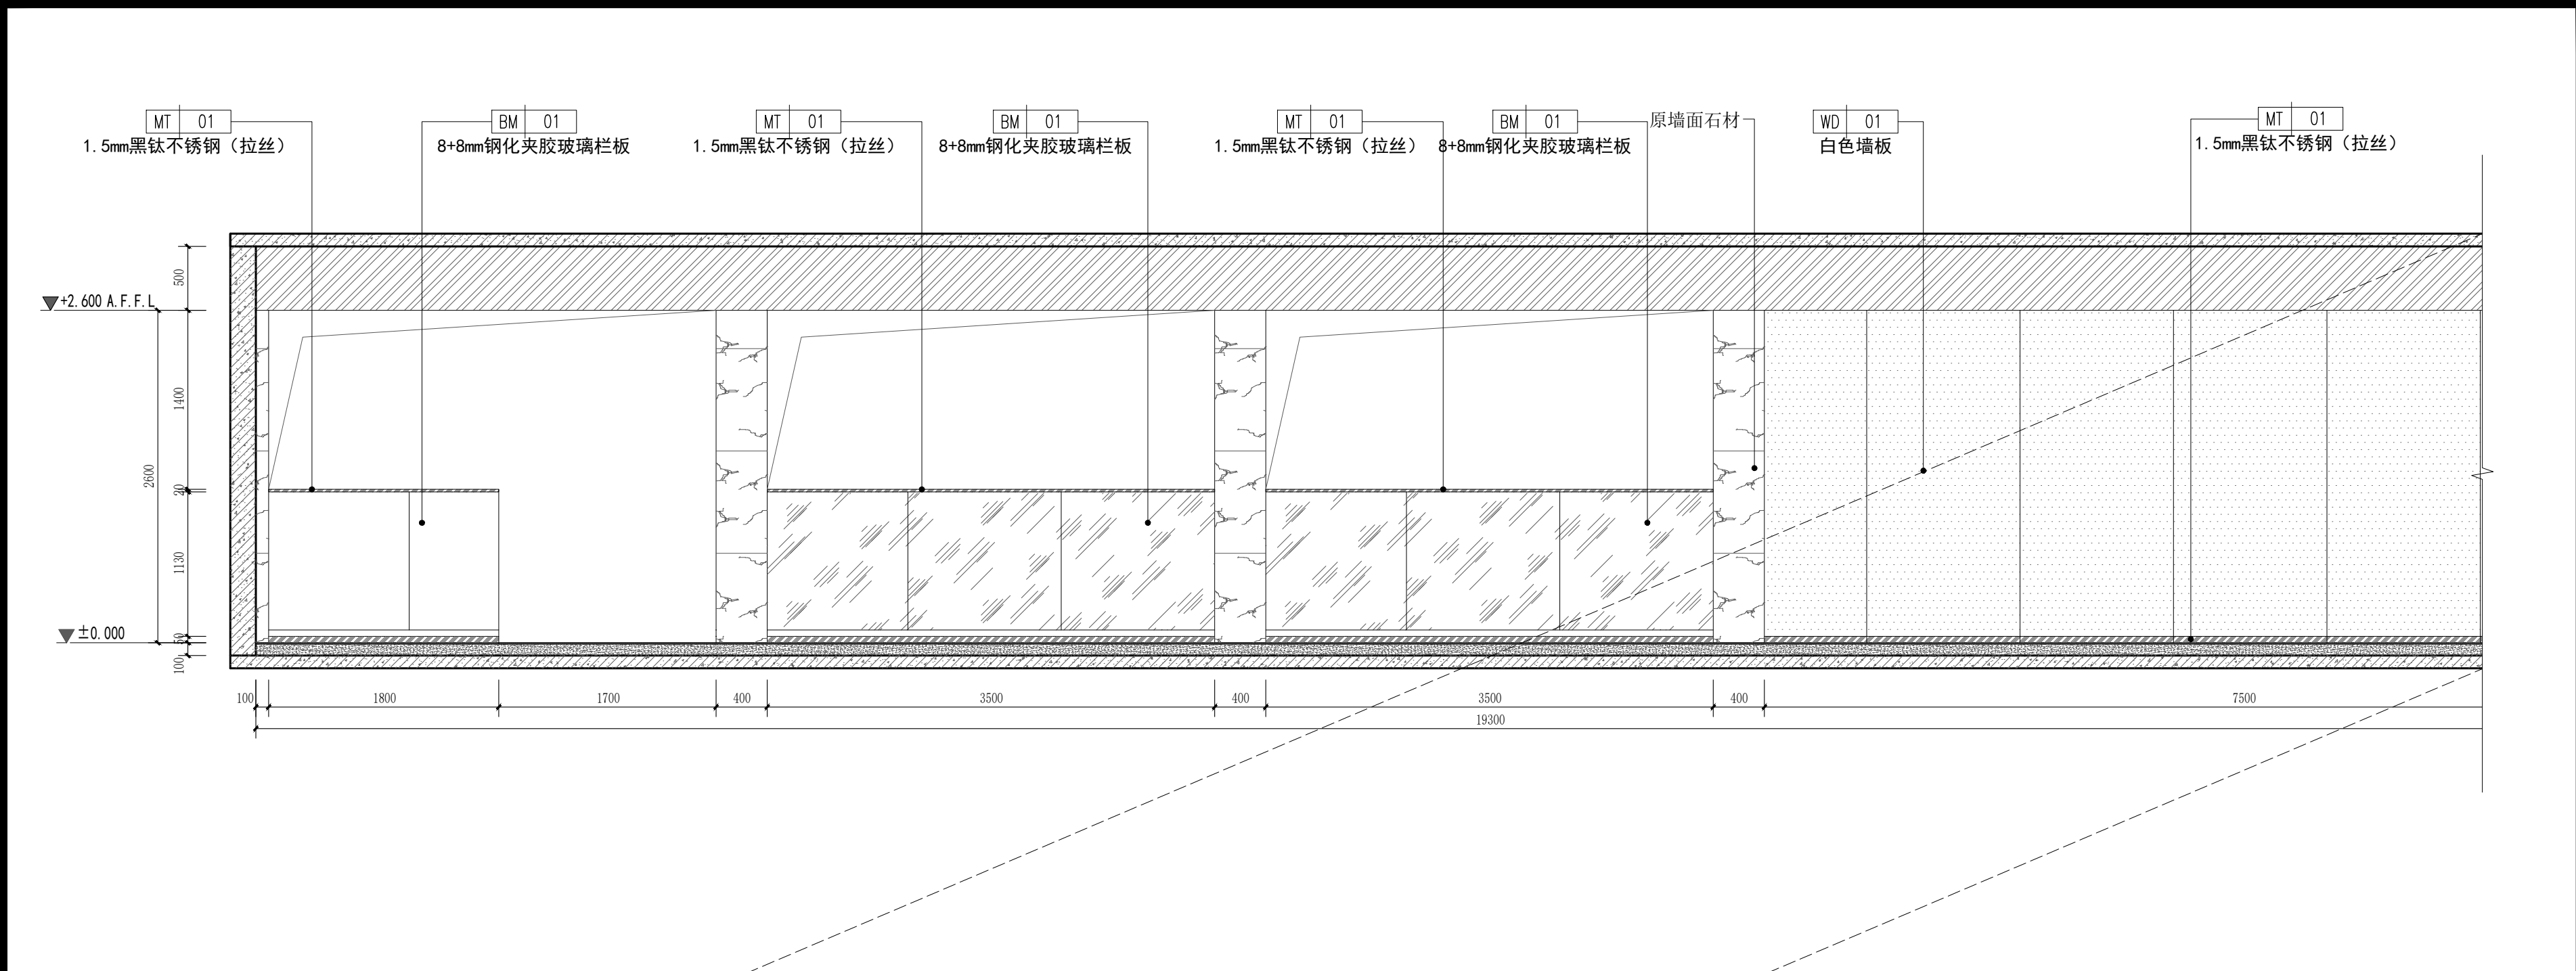 MT 01
1.5mm黑钛不锈钢（拉丝）
BM 01
8+8mm钢化夹胶玻璃栏板
MT 01
1.5mm黑钛不锈钢（拉丝）
BM 01
8+8mm钢化夹胶玻璃栏板
MT 01
1.5mm黑钛不锈钢（拉丝）
BM 01
8+8mm钢化夹胶玻璃栏板
原墙面石材
WD 01
白色墙板
MT 01
1.5mm黑钛不锈钢（拉丝）
500
+2.600 A.F.F.L
1400
2600
20
1130
±0.000
50
100
100
1800
1700
400
3500
400
3500
400
7500
19300